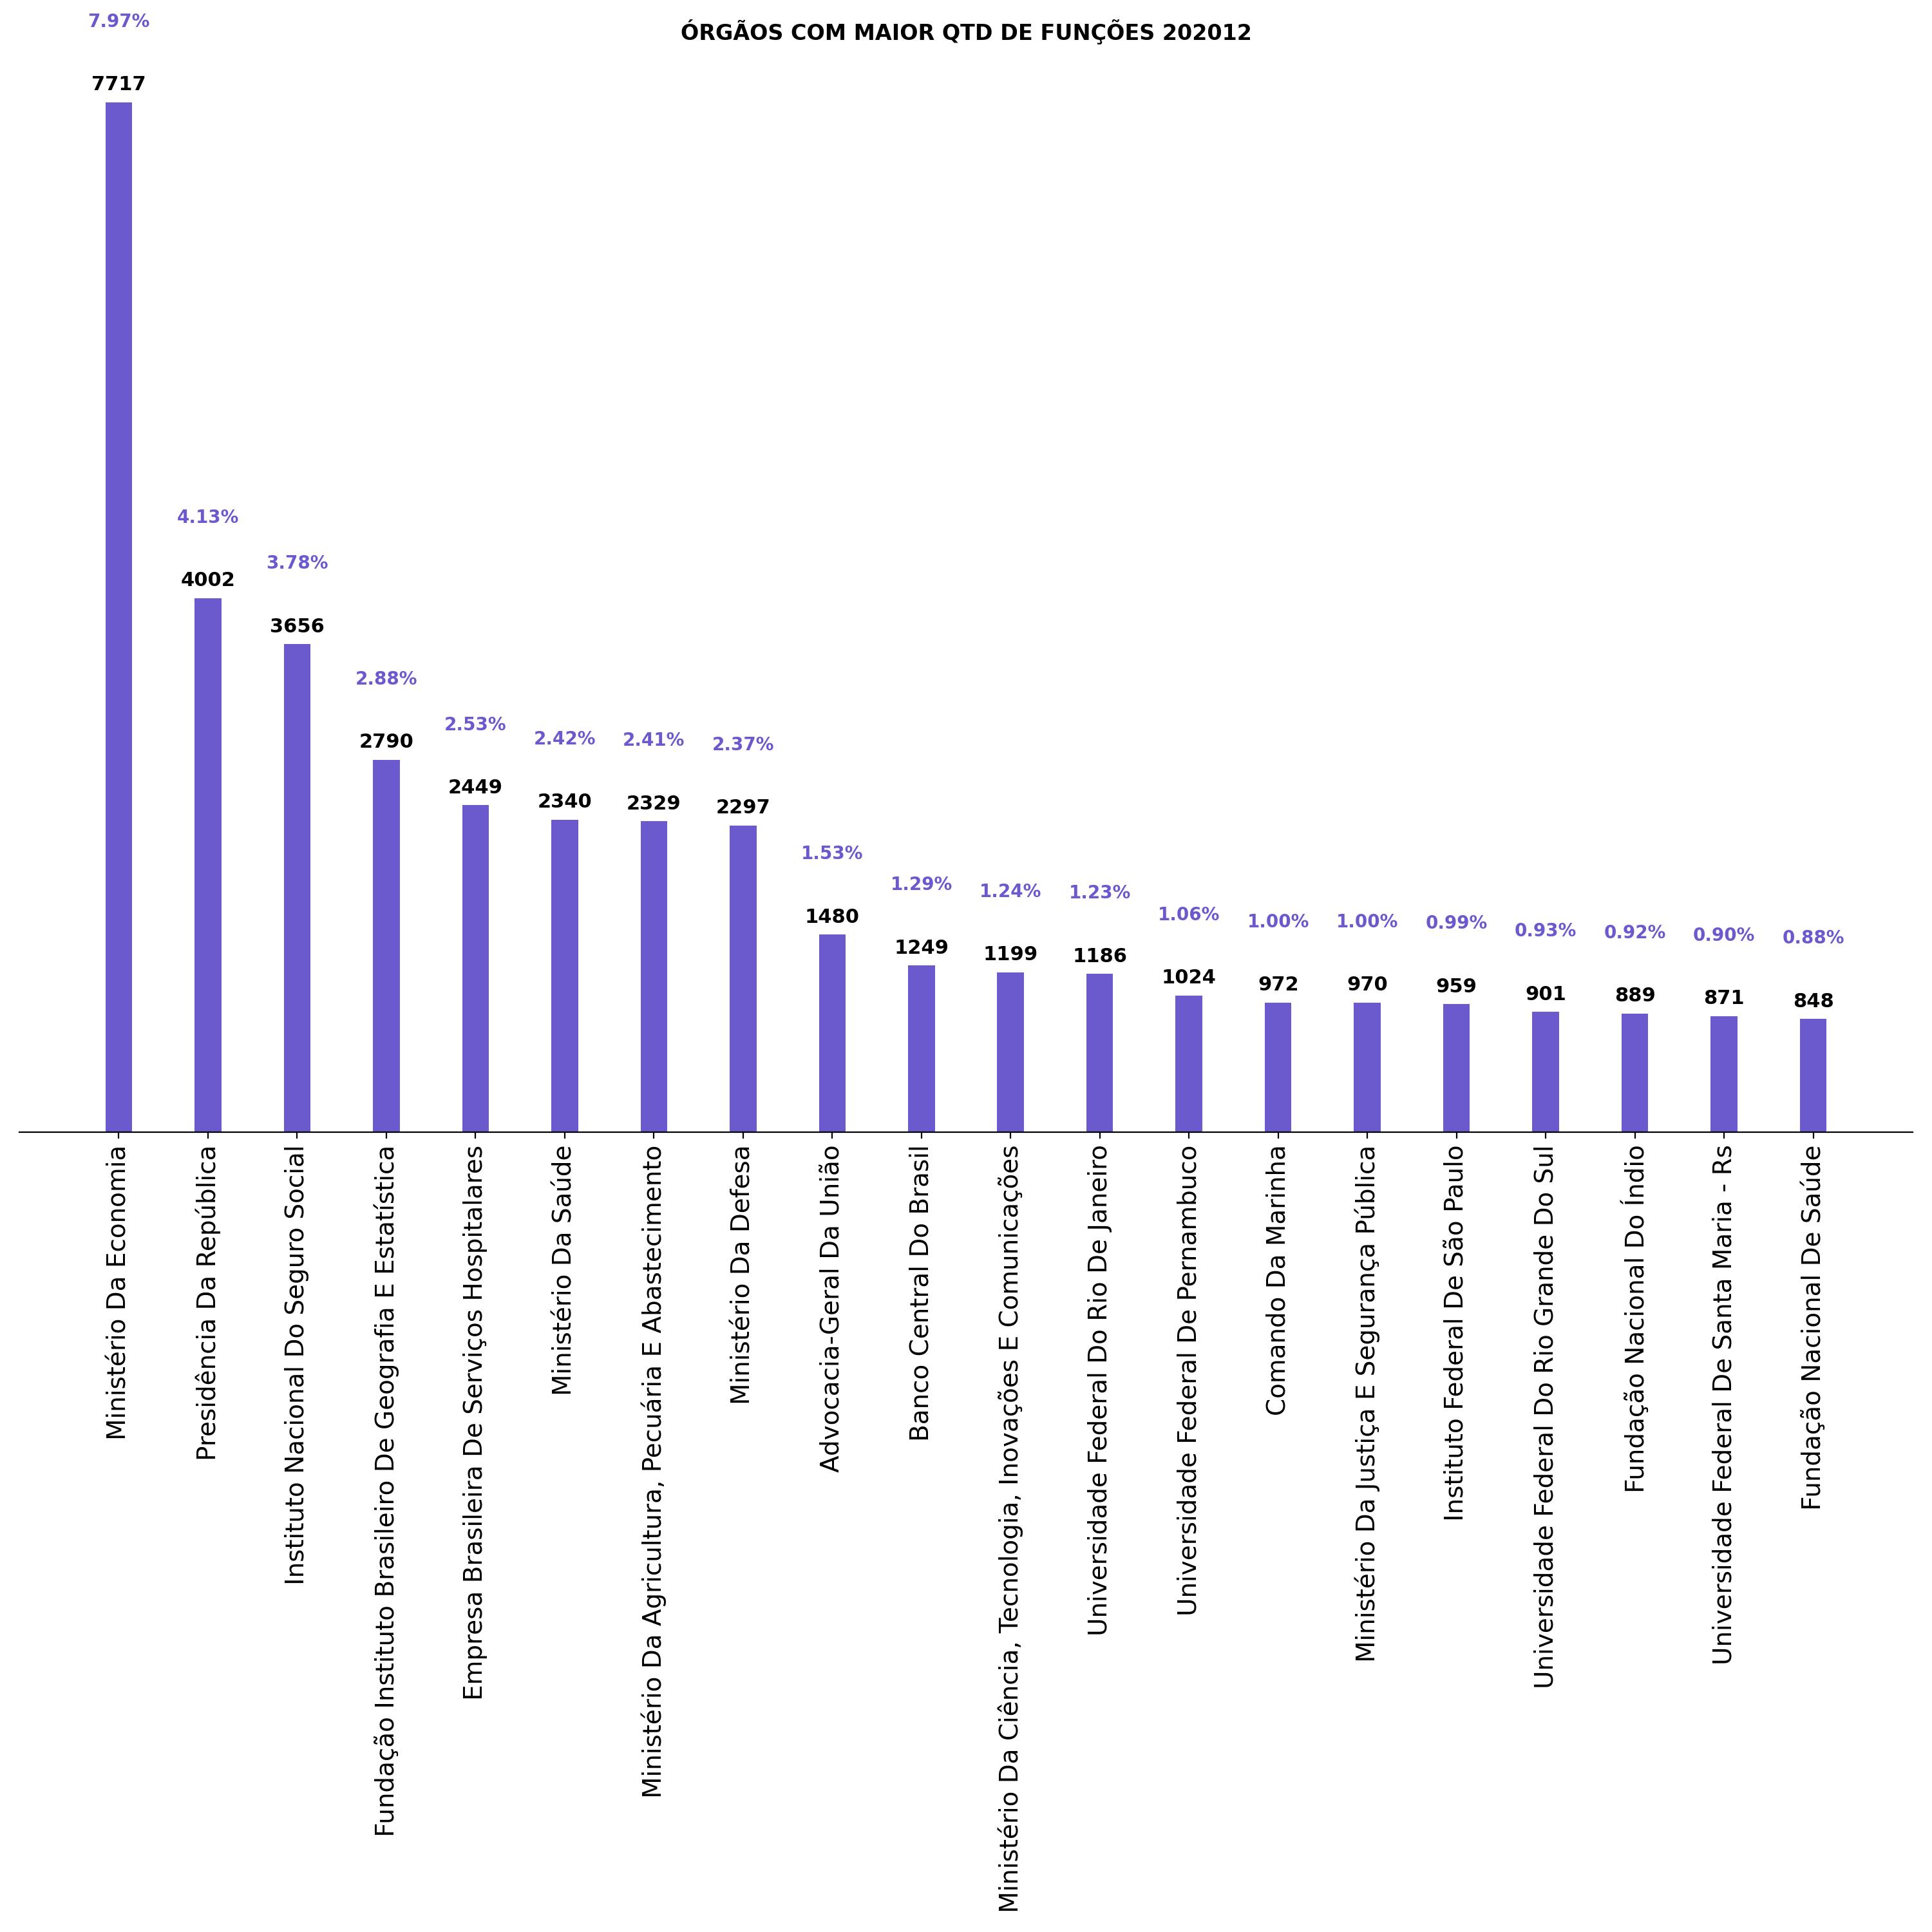 7.97%
ÓRGÃOS COM MAIOR QTD DE FUNÇÕES 202012
7717
4.13%
4002
3.78%
3656
2.88%
2790
2.53%
2449
2.42%
2340
2.41%
2329
2.37%
2297
1.53%
1480
1.29%
1249
1.24%
1199
1.23%
1186
1.06%
1024
1.00%
972
1.00%
970
0.99%
959
0.93%
901
0.92%
889
0.90%
871
0.88%
848
Ministério Da Economia
Presidência Da República
Instituto Nacional Do Seguro Social
Fundação Instituto Brasileiro De Geografia E Estatística
Empresa Brasileira De Serviços Hospitalares
Ministério Da Saúde
Ministério Da Agricultura, Pecuária E Abastecimento
Ministério Da Defesa
Advocacia-Geral Da União
Banco Central Do Brasil
Ministério Da Ciência, Tecnologia, Inovações E Comunicações
Universidade Federal Do Rio De Janeiro
Universidade Federal De Pernambuco
Comando Da Marinha
Ministério Da Justiça E Segurança Pública
Instituto Federal De São Paulo
Universidade Federal Do Rio Grande Do Sul
Fundação Nacional Do Índio
Universidade Federal De Santa Maria - Rs
Fundação Nacional De Saúde